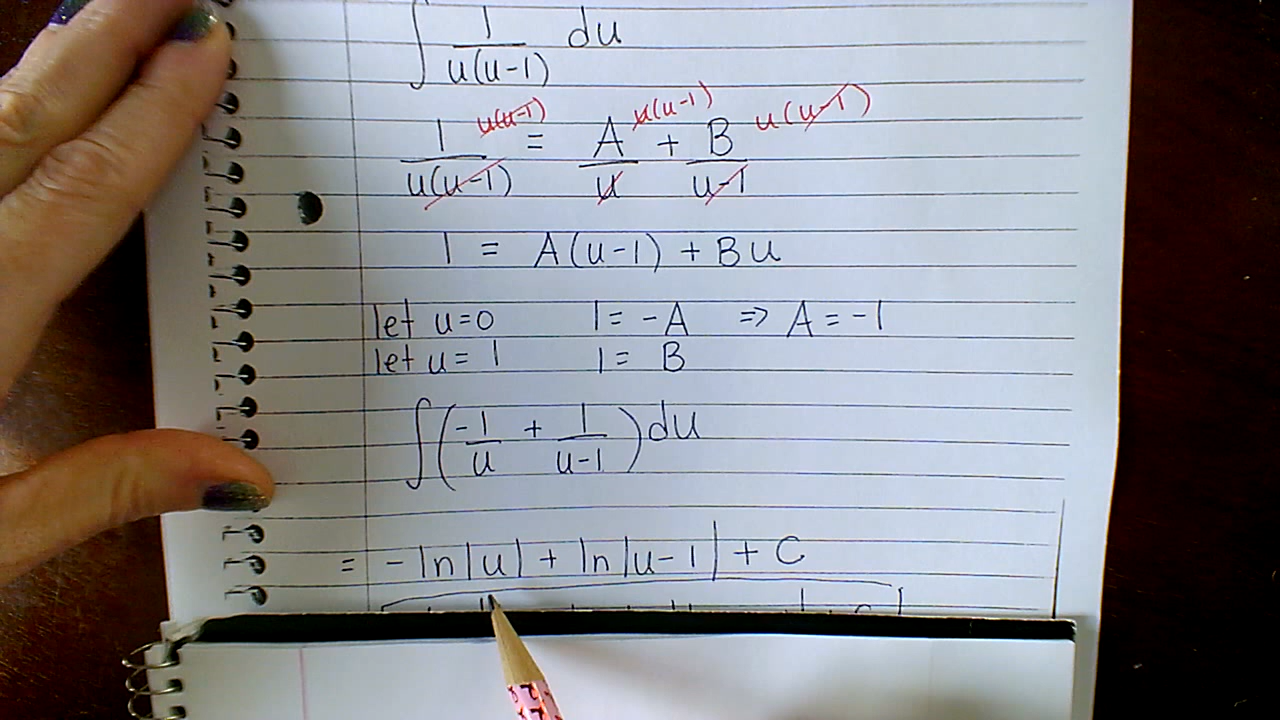 ∫ 1/(u(u-1)) du
1/(u(u-1)) u(u-1) = A/u u(u-1) + B/(u-1) u(u-1)
1 = A(u-1) + Bu
let u=0 1 = -A => A = -1
let u = 1 1 = B
∫(-1/u + 1/(u-1)) du
= -ln|u| + ln|u-1| + C